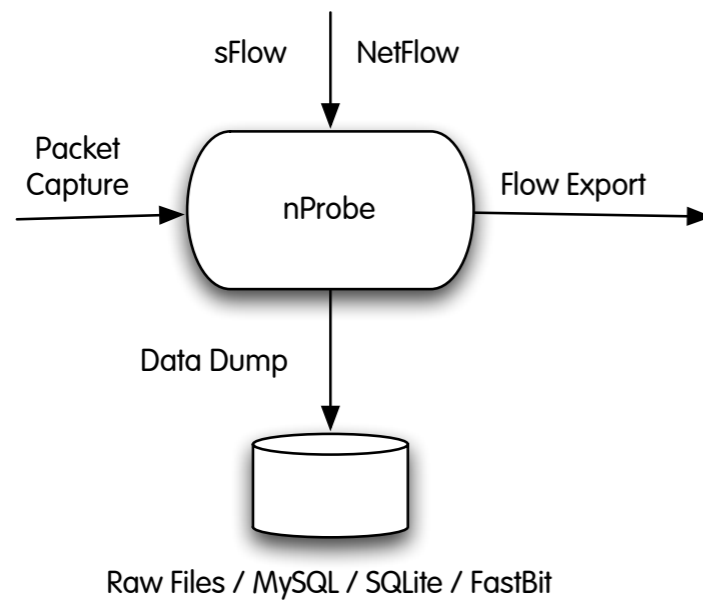 sFlow NetFlow
Packet
Capture
nProbe
Flow Export
Data Dump
Raw Files / MySQL / SQLite / FastBit